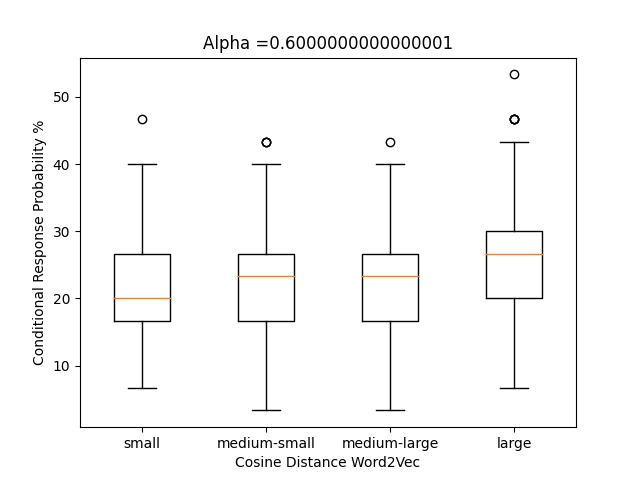 Alpha =0.6000000000000001
Conditional Response Probability %
50
40
30
20
10
small
medium-small
medium-large
large
Cosine Distance Word2Vec